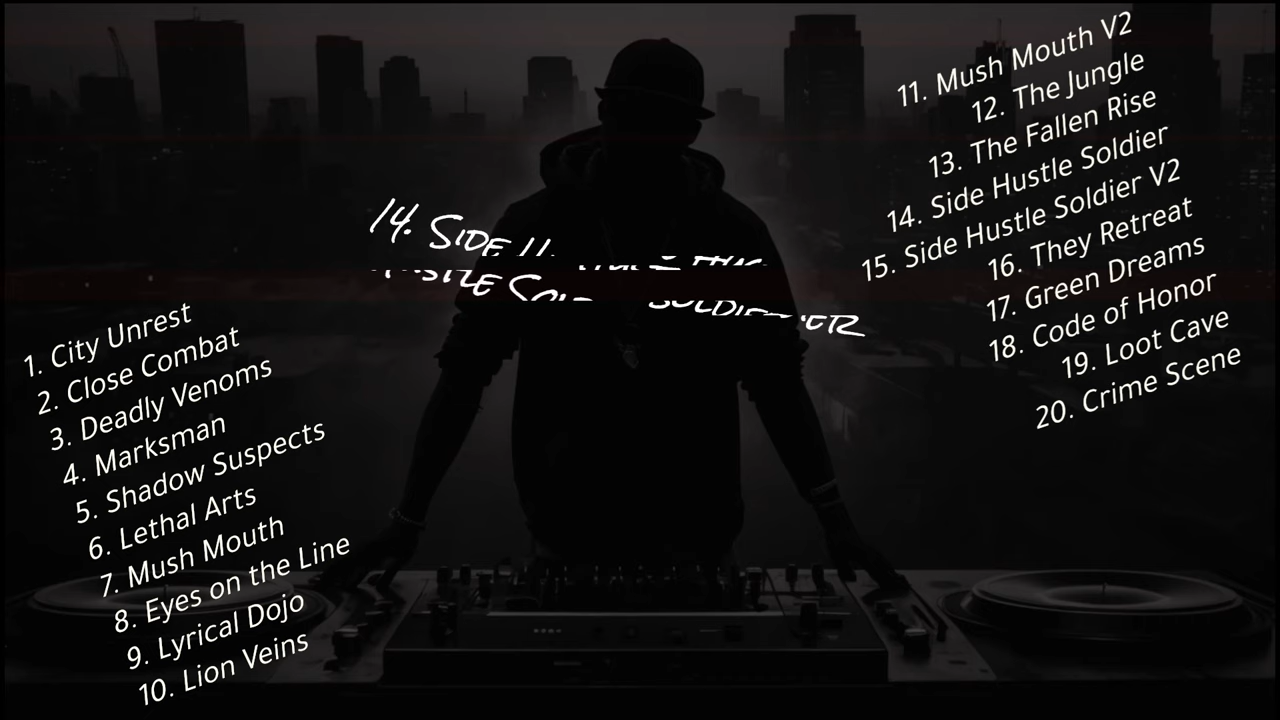 1. City Unrest
2. Close Combat
3. Deadly Venoms
4. Marksman
5. Shadow Suspects
6. Lethal Arts
7. Mush Mouth
8. Eyes on the Line
9. Lyrical Dojo
10. Lion Veins
14. SIDE
SOLDIER
11. Mush Mouth V2
12. The Jungle
13. The Fallen Rise
14. Side Hustle Soldier
15. Side Hustle Soldier V2
16. They Retreat
17. Green Dreams
18. Code of Honor
19. Loot Cave
20. Crime Scene